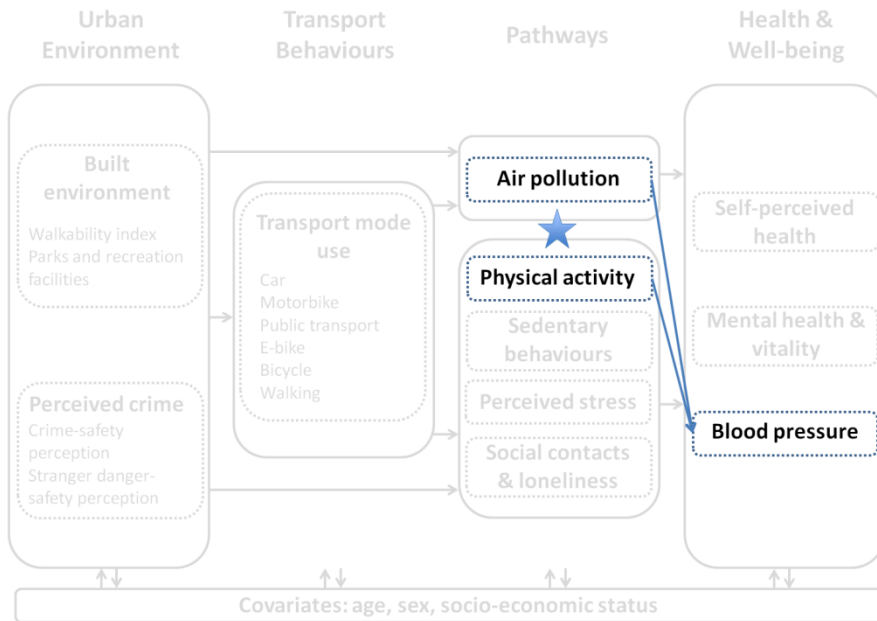 Urban
Environment
Transport
Behaviours
Pathways
Health &
Well-being
Built
environment
Walkability index
Parks and recreation
facilities
Perceived crime
Crime-safety
perception
Stranger danger-
safety perception
Transport mode
use
Car
Motorbike
Public transport
E-bike
Bicycle
Walking
Air pollution
Physical activity
Sedentary
behaviours
Perceived stress
Social contacts
& loneliness
Self-perceived
health
Mental health &
vitality
Blood pressure
Covariates: age, sex, socio-economic status